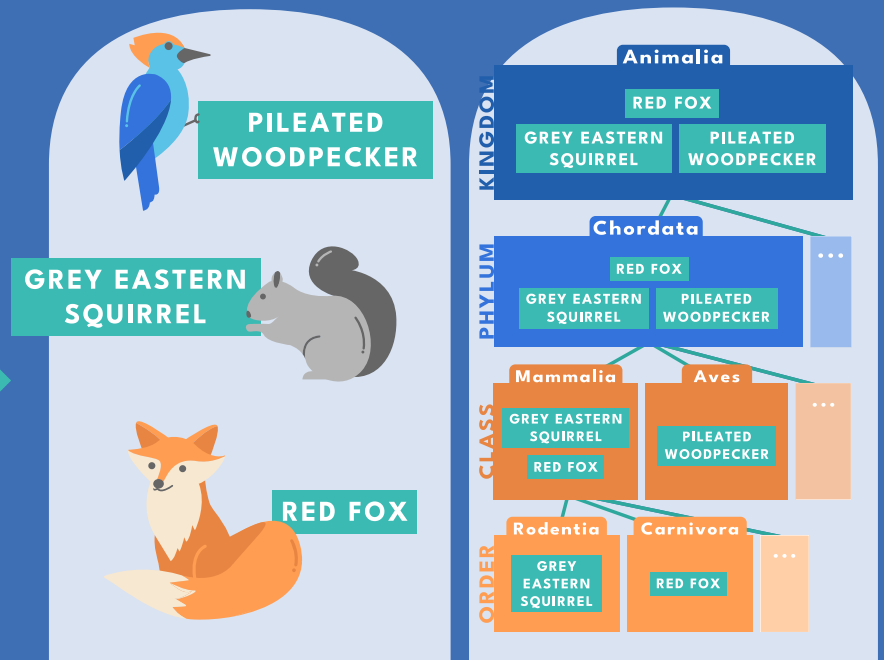 PILEATED
WOODPECKER
GREY EASTERN
SQUIRREL
RED FOX
KINGDOM
Animalia
RED FOX
GREY EASTERN
SQUIRREL
PILEATED
WOODPECKER
PHYLUM
Chordata
RED FOX
GREY EASTERN
SQUIRREL
PILEATED
WOODPECKER
...
CLASS
Mammalia
GREY EASTERN
SQUIRREL
RED FOX
Aves
PILEATED
WOODPECKER
...
ORDER
Rodentia
GREY
EASTERN
SQUIRREL
Carnivora
RED FOX
...